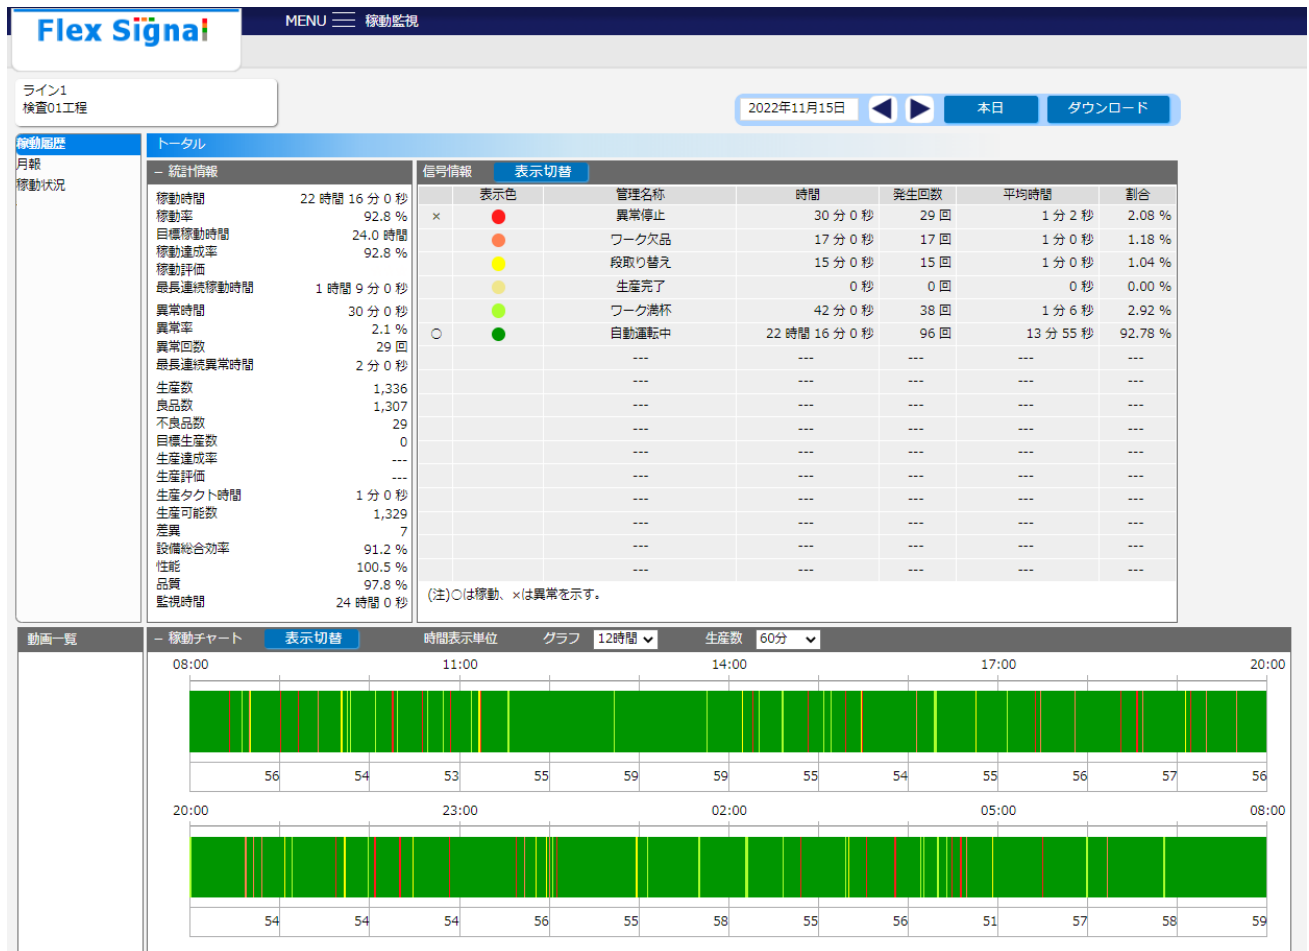 Flex Signal
MENU 稼動監視
ライン1
検査01工程
2022年11月15日 ◀ ▶ 本日 ダウンロード
稼動履歴
月報
稼動状況
トータル
− 統計情報
稼働時間 22 時間 16 分 0 秒
稼動率 92.8 %
目標稼動時間 24.0 時間
稼動達成率 92.8 %
稼動評価
最長連続稼動時間 1 時間 9 分 0 秒
異常時間 30 分 0 秒
異常率 2.1 %
異常回数 29 回
最長連続異常時間 2 分 0 秒
生産数 1,336
良品数 1,307
不良品数 29
目標生産数 0
生産達成率 ---
生産評価 ---
生産タクト時間 1 分 0 秒
生産可能数 1,329
差異 7
設備総合効率 91.2 %
性能 100.5 %
品質 97.8 %
監視時間 24 時間 0 秒
信号情報 表示切替
表示色 管理名称 時間 発生回数 平均時間 割合
× 異常停止 30 分 0 秒 29 回 1 分 2 秒 2.08 %
ワーク欠品 17 分 0 秒 17 回 1 分 0 秒 1.18 %
段取り替え 15 分 0 秒 15 回 1 分 0 秒 1.04 %
生産完了 0 秒 0 回 0 秒 0.00 %
ワーク満杯 42 分 0 秒 38 回 1 分 6 秒 2.92 %
○ 自動運転中 22 時間 16 分 0 秒 96 回 13 分 55 秒 92.78 %
--- --- --- --- ---
--- --- --- --- ---
--- --- --- --- ---
--- --- --- --- ---
--- --- --- --- ---
--- --- --- --- ---
--- --- --- --- ---
--- --- --- --- ---
--- --- --- --- ---
--- --- --- --- ---
(注)○は稼動、×は異常を示す。
動画一覧
− 稼動チャート 表示切替 時間表示単位 グラフ 12時間 生産数 60分
08:00 11:00 14:00 17:00 20:00
56 54 53 55 59 59 55 54 55 56 57 56
20:00 23:00 02:00 05:00 08:00
54 54 54 56 55 58 55 56 51 57 58 59